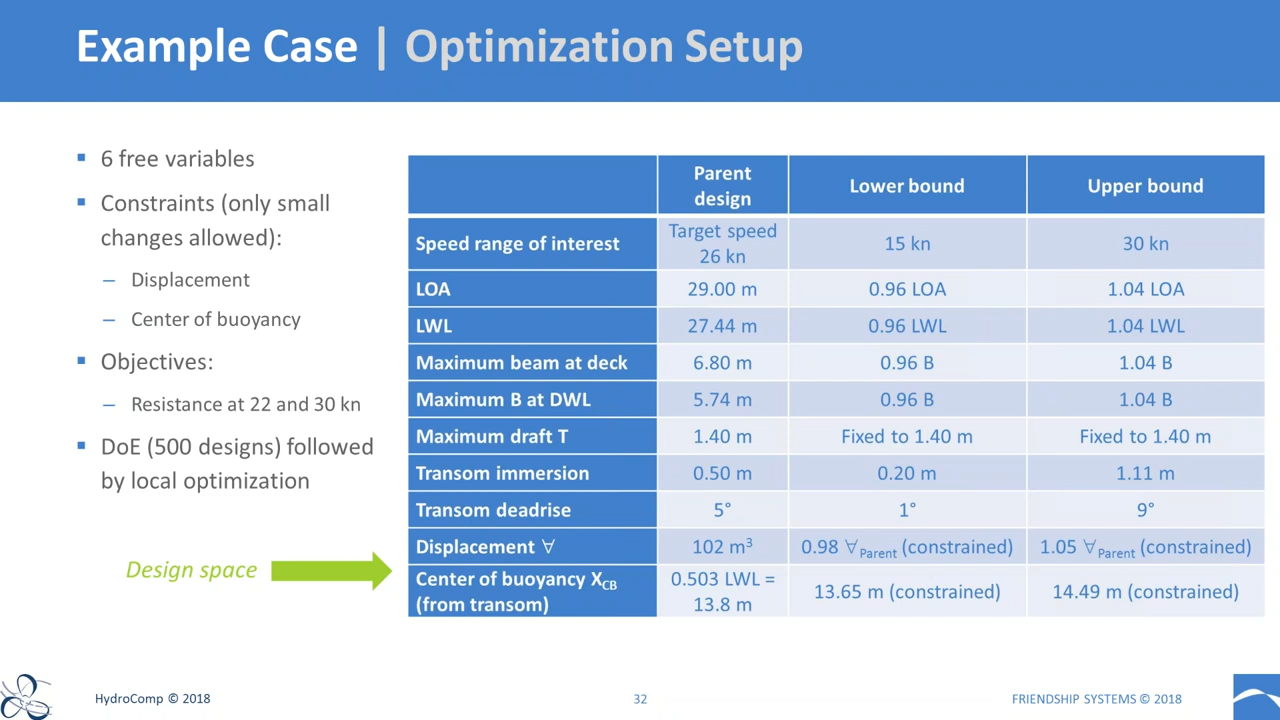 Example Case | Optimization Setup
▪ 6 free variables
▪ Constraints (only small
changes allowed):
– Displacement
– Center of buoyancy
▪ Objectives:
– Resistance at 22 and 30 kn
▪ DoE (500 designs) followed
by local optimization
Design space
Parent
design
Lower bound
Upper bound
Speed range of interest
Target speed
26 kn
15 kn
30 kn
LOA
29.00 m
0.96 LOA
1.04 LOA
LWL
27.44 m
0.96 LWL
1.04 LWL
Maximum beam at deck
6.80 m
0.96 B
1.04 B
Maximum B at DWL
5.74 m
0.96 B
1.04 B
Maximum draft T
1.40 m
Fixed to 1.40 m
Fixed to 1.40 m
Transom immersion
0.50 m
0.20 m
1.11 m
Transom deadrise
5°
1°
9°
Displacement ∀
102 m³
0.98 ∀Parent (constrained)
1.05 ∀Parent (constrained)
Center of buoyancy XCB
(from transom)
0.503 LWL =
13.8 m
13.65 m (constrained)
14.49 m (constrained)
HydroComp © 2018
32
FRIENDSHIP SYSTEMS © 2018